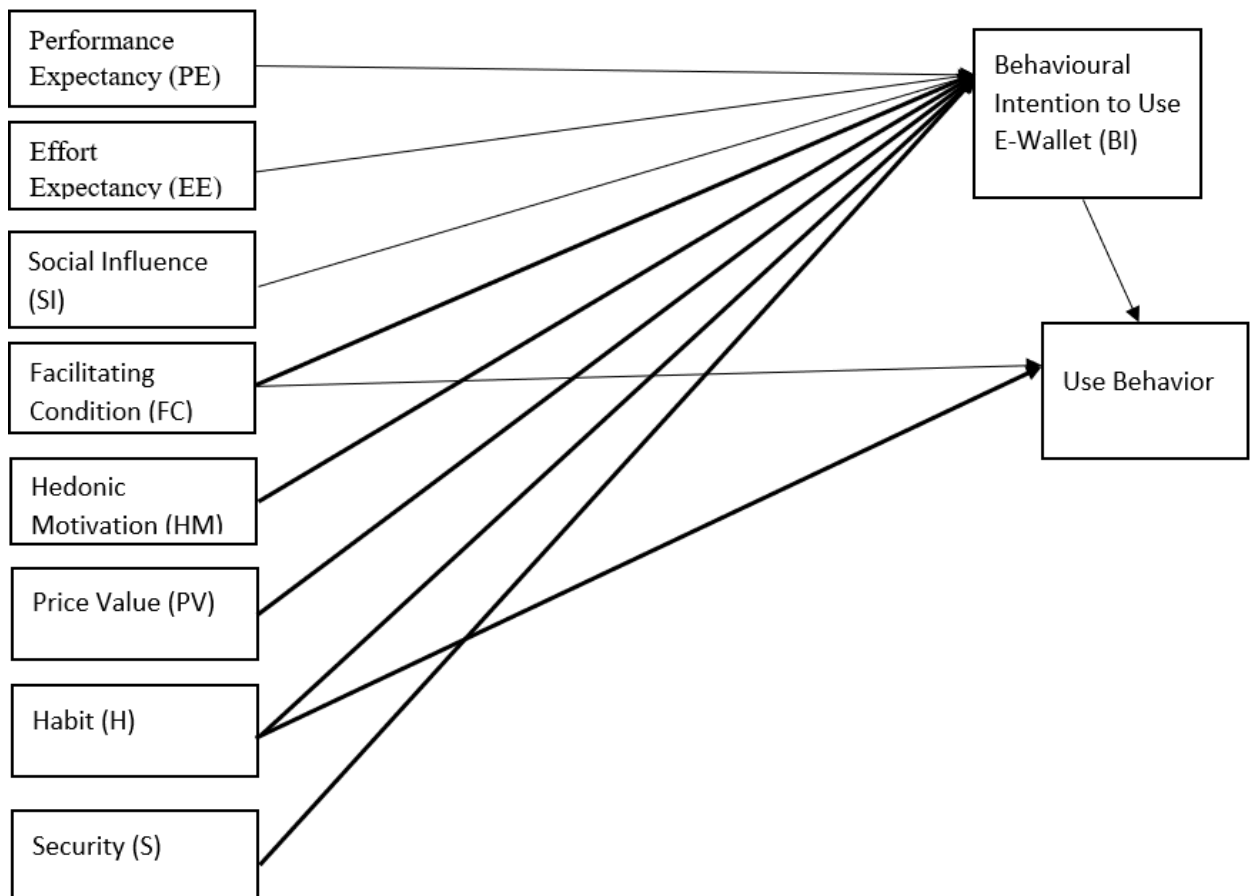 Performance
Expectancy (PE)
Effort
Expectancy (EE)
Social Influence
(SI)
Facilitating
Condition (FC)
Hedonic
Motivation (HM)
Price Value (PV)
Habit (H)
Security (S)
Behavioural
Intention to Use
E-Wallet (BI)
Use Behavior